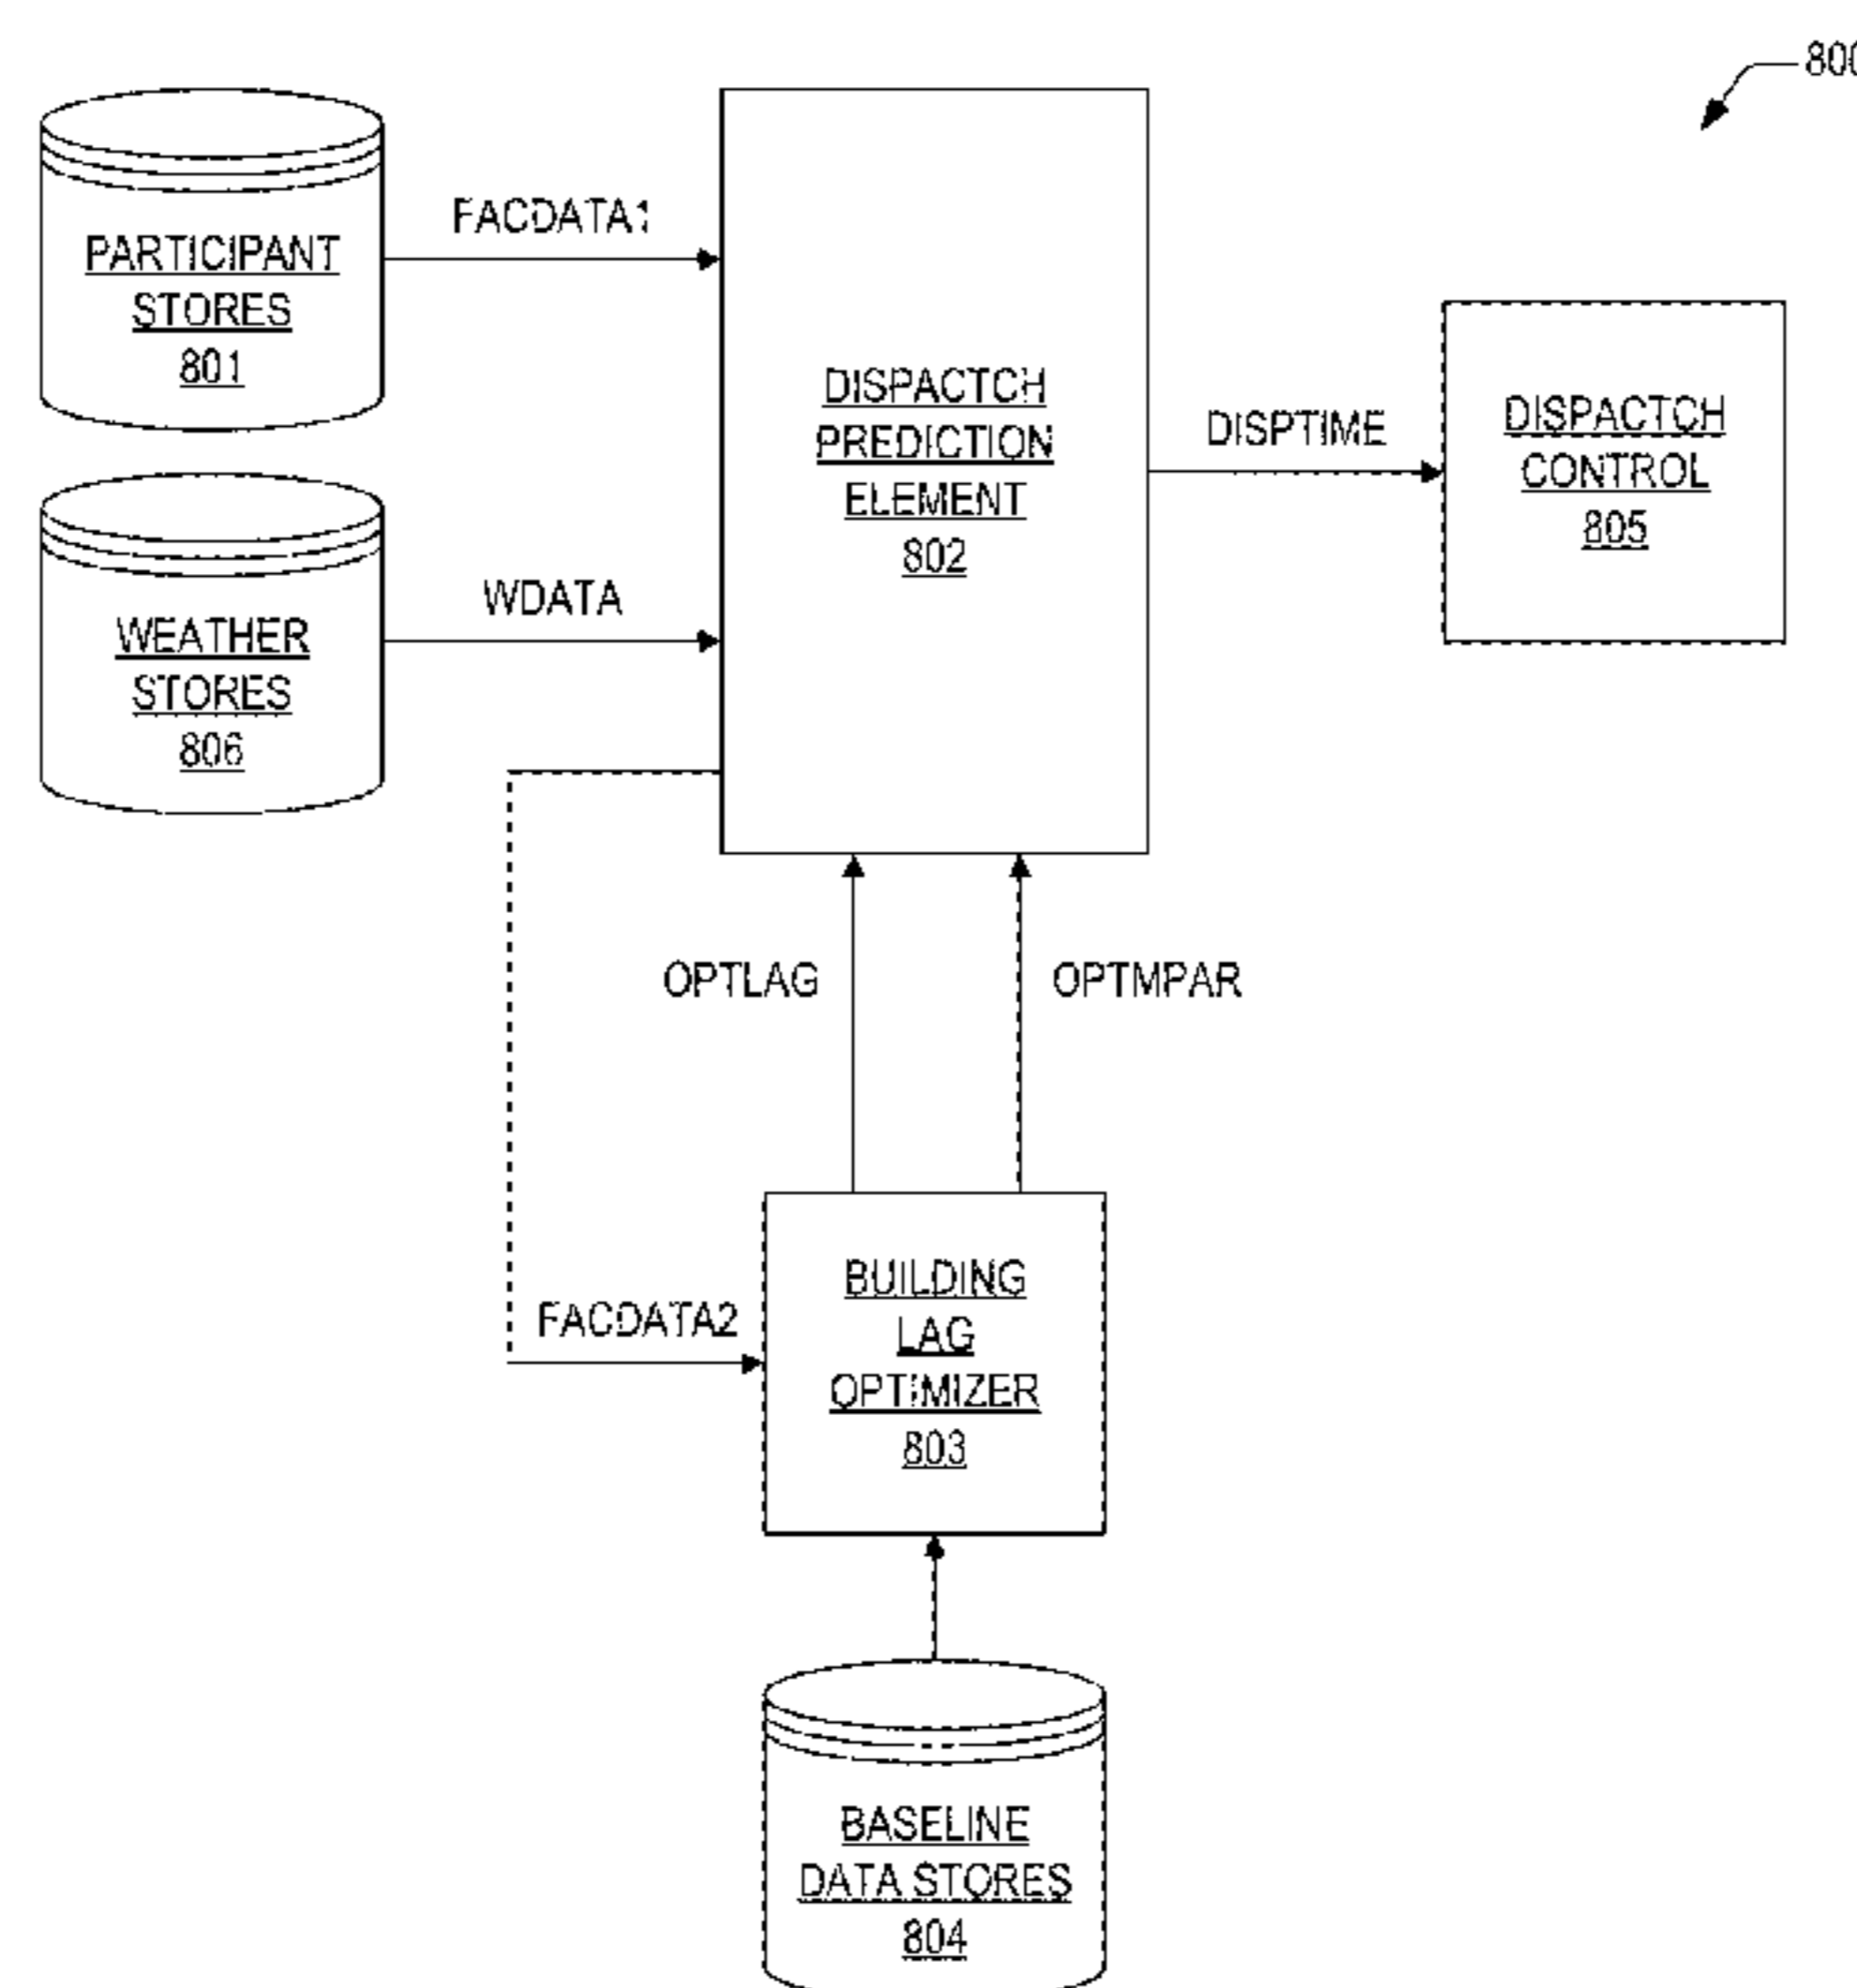 800
FACDATA1
PARTICIPANT
STORES
801
DISPACTCH
PREDICTION
ELEMENT
802
DISPTIME
DISPACTCH
CONTROL
805
WDATA
WEATHER
STORES
806
OPTLAG
OPTMPAR
FACDATA2
BUILDING
LAG
OPTIMIZER
803
BASELINE
DATA STORES
804